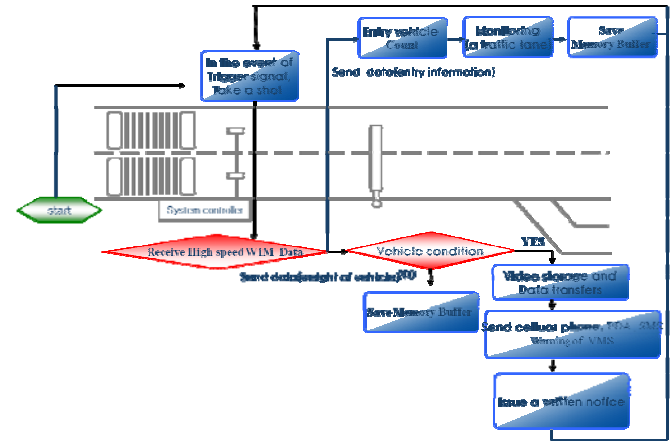 Entry vehicle
Count
Monitoring
(a traffic lane)
Save
Memory Buffer
In the event of
Trigger signal,
Take a shot
Send data(entry information)
start
System controller
Receive High speed WIM Data
Vehicle condition
YES
Send data(weight of vehicle)
NO
Video storage and
Data transfers
Save Memory Buffer
Send celluar phone, PDA, SMS
Warning of VMS
Issue a written notice